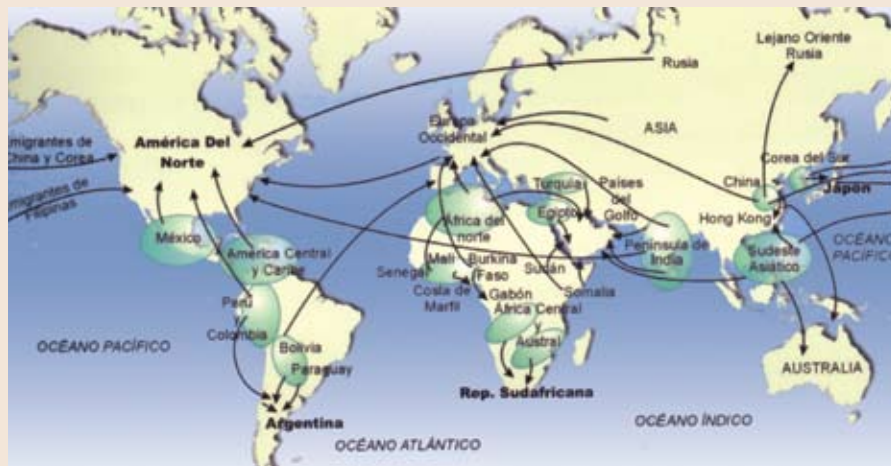 Lejano Oriente
Rusia
Rusia
Europa
Occidental
ASIA
América Del
Norte
migrantes de
China y Corea
migrantes de
Filipinas
Corea del Sur
China
Japón
Turquía
Países
del
Golfo
Egipto
Hong Kong
México
África del
norte
América Central
y Caribe
Península de
India
Sudeste
Asiático
OCÉANO
PACÍFICO
Malí
Burkina
Faso
Sudán
Senegal
Costa de
Marfil
Gabón
Somalia
Perú
y
Colombia
África Central
y
Austral
OCÉANO PACÍFICO
Bolivia
Paraguay
AUSTRALIA
Rep. Sudafricana
Argentina
OCÉANO ÍNDICO
OCÉANO ATLÁNTICO